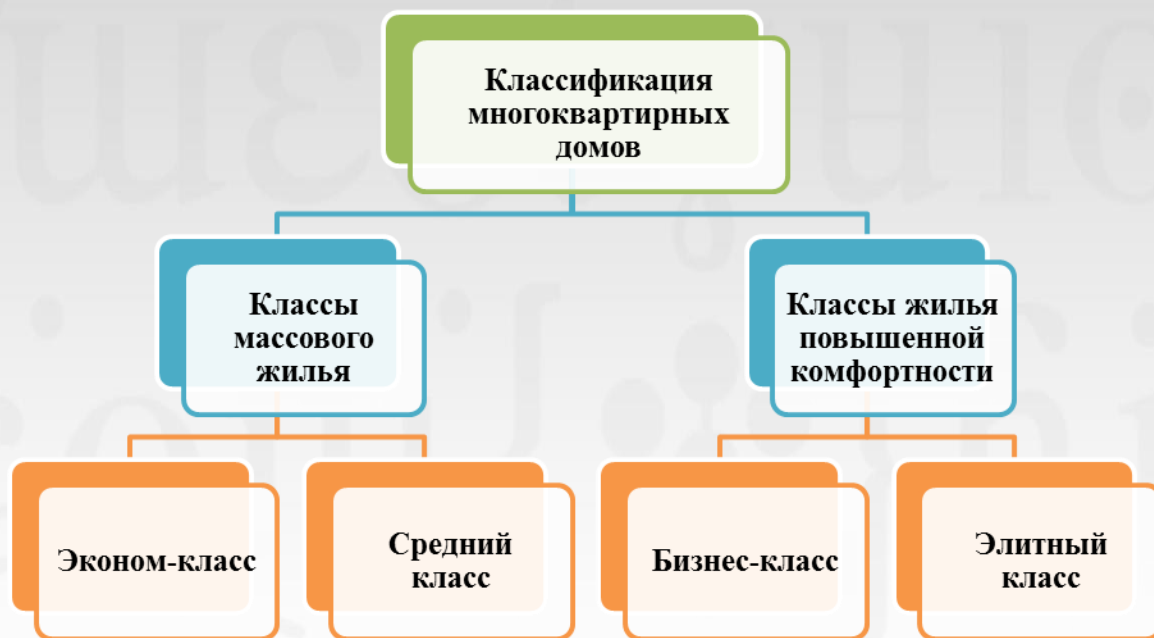 Классификация
многоквартирных
домов
Классы
массового
жилья
Классы жилья
повышенной
комфортности
Эконом-класс
Средний
класс
Бизнес-класс
Элитный
класс